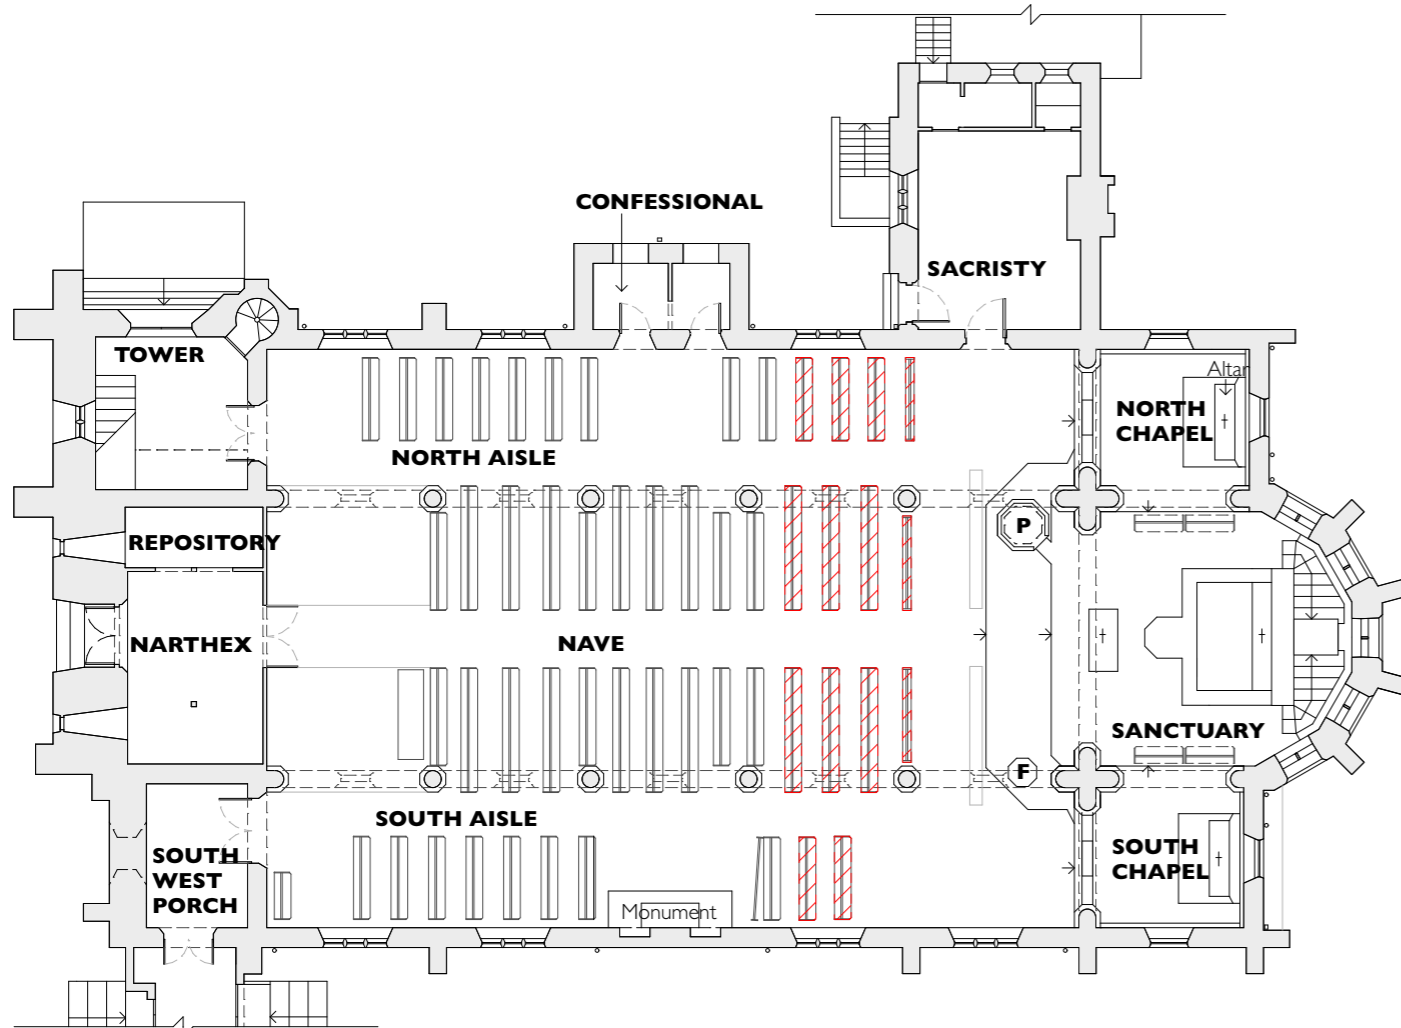 CONFESSIONAL
SACRISTY
TOWER
Altar
NORTH
CHAPEL
NORTH AISLE
P
REPOSITORY
NARTHEX
NAVE
SANCTUARY
F
SOUTH AISLE
SOUTH
WEST
PORCH
SOUTH
CHAPEL
Monument